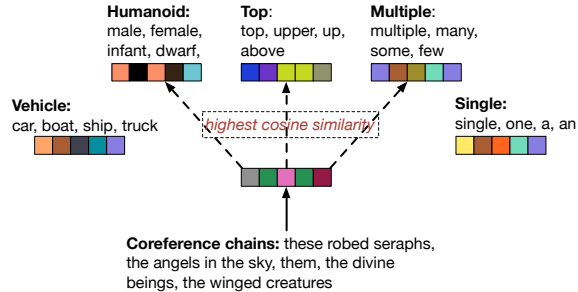 Humanoid:
male, female,
infant, dwarf,
Top:
top, upper, up,
above
Multiple:
multiple, many,
some, few
Vehicle:
car, boat, ship, truck
highest cosine similarity
Single:
single, one, a, an
Coreference chains: these robed seraphs,
the angels in the sky, them, the divine
beings, the winged creatures